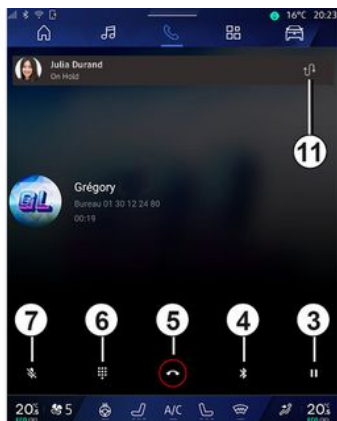 16°C 20:23
Julia Durand
On Hold
11
GL
Grégory
Bureau 01 30 12 24 80
00:19
7 6 5 4 3
20.5 5 A/C 20.5